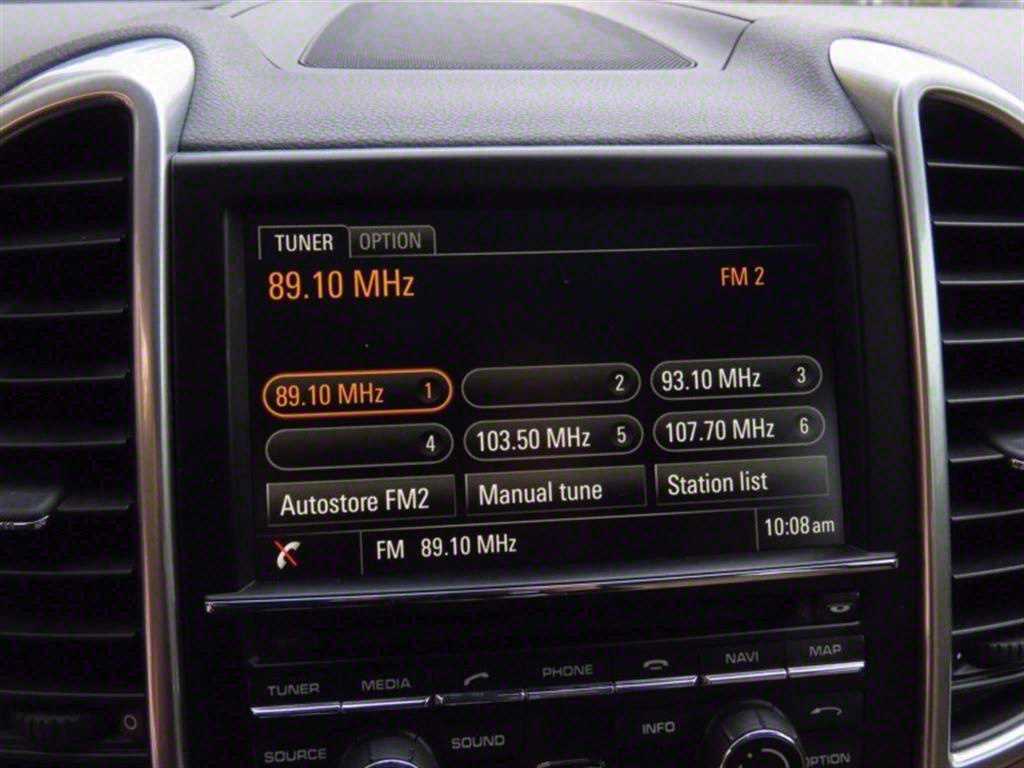 TUNER OPTION
89.10 MHz FM 2
89.10 MHz 1 2 93.10 MHz 3
4 103.50 MHz 5 107.70 MHz 6
Autostore FM2 Manual tune Station list
FM 89.10 MHz 10:08 am
TUNER MEDIA PHONE NAVI MAP
SOURCE SOUND INFO OPTION